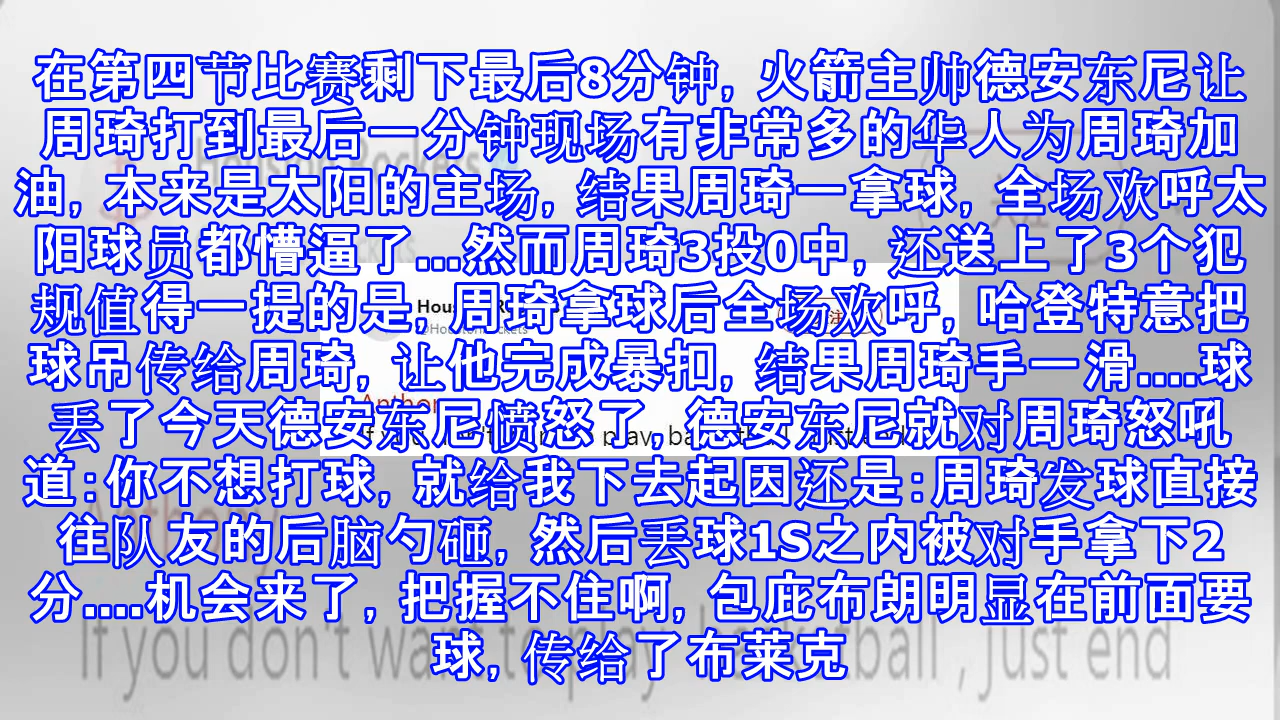 在第四节比赛剩下最后8分钟, 火箭主帅德安东尼让
周琦打到最后一分钟现场有非常多的华人为周琦加
油, 本来是太阳的主场, 结果周琦一拿球, 全场欢呼太
阳球员都懵逼了...然而周琦3投0中, 还送上了3个犯
规值得一提的是, 周琦拿球后全场欢呼, 哈登特意把
球吊传给周琦, 让他完成暴扣, 结果周琦手一滑....球
丢了今天德安东尼愤怒了, 德安东尼就对周琦怒吼
道:你不想打球, 就给我下去起因还是:周琦发球直接
往队友的后脑勺砸, 然后丢球1S之内被对手拿下2
分....机会来了, 把握不住啊, 包庇布朗明显在前面要
球, 传给了布莱克
If you don't want to play, basketball , just end